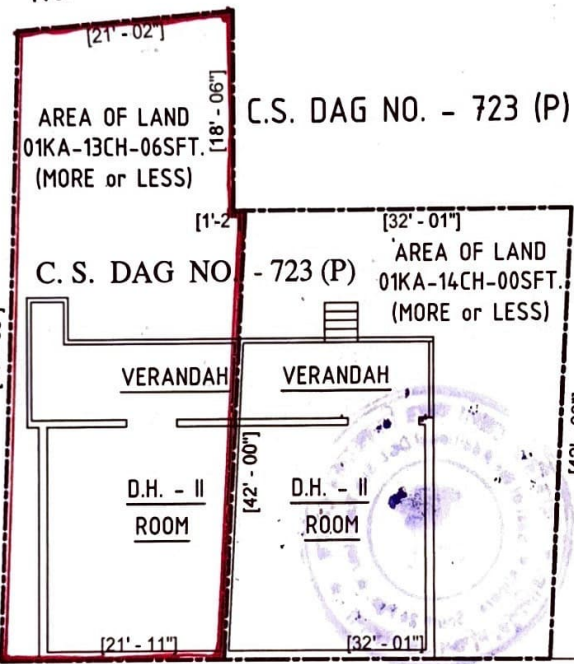 [21' - 02"]
[18' - 06"]
C.S. DAG NO. - 723 (P)
AREA OF LAND
01KA-13CH-06SFT.
(MORE or LESS)
[1'-2
[32' - 01"]
C. S. DAG NO. - 723 (P)
AREA OF LAND
01KA-14CH-00SFT.
(MORE or LESS)
VERANDAH
VERANDAH
[42' - 00"]
D.H. - II
ROOM
D.H. - II
ROOM
[21' - 11"]
[32' - 01"]